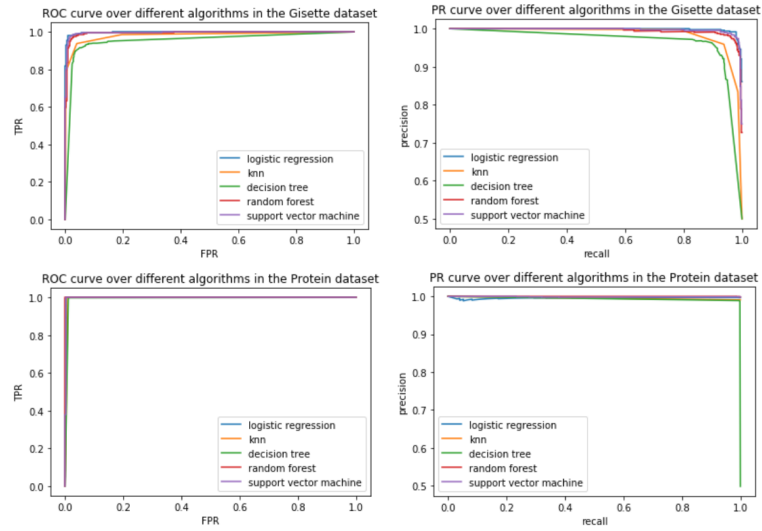 ROC curve over different algorithms in the Gisette dataset
1.0
0.8
0.6
0.4
0.2
0.0
TPR
logistic regression
knn
decision tree
random forest
support vector machine
0.0 0.2 0.4 0.6 0.8 1.0
FPR
PR curve over different algorithms in the Gisette dataset
1.0
0.9
0.8
0.7
0.6
0.5
precision
logistic regression
knn
decision tree
random forest
support vector machine
0.0 0.2 0.4 0.6 0.8 1.0
recall
ROC curve over different algorithms in the Protein dataset
1.0
0.8
0.6
0.4
0.2
0.0
TPR
logistic regression
knn
decision tree
random forest
support vector machine
0.0 0.2 0.4 0.6 0.8 1.0
FPR
PR curve over different algorithms in the Protein dataset
1.0
0.9
0.8
0.7
0.6
0.5
precision
logistic regression
knn
decision tree
random forest
support vector machine
0.0 0.2 0.4 0.6 0.8 1.0
recall